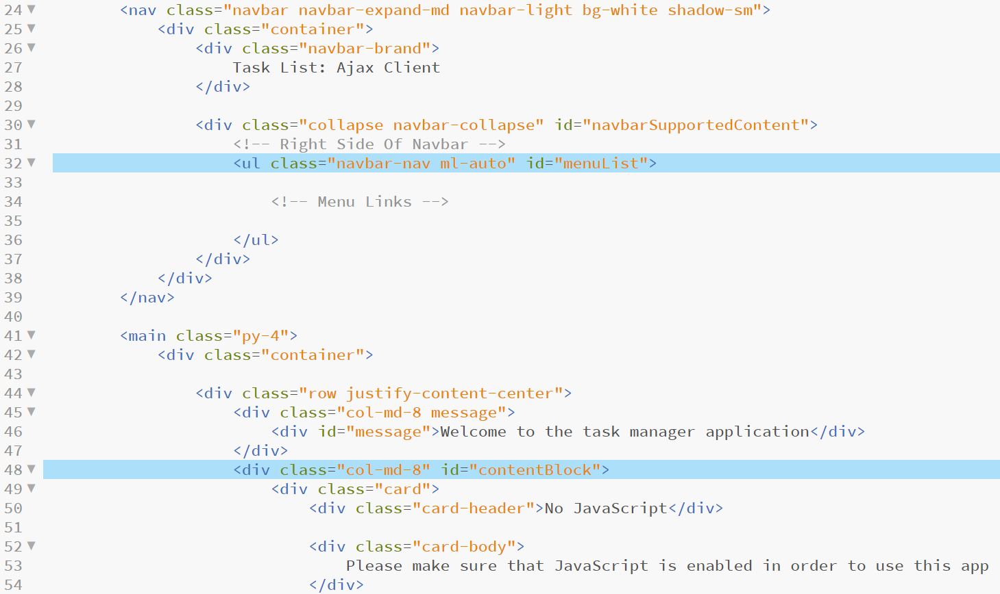 24 <nav class="navbar navbar-expand-md navbar-light bg-white shadow-sm">
25 <div class="container">
26 <div class="navbar-brand">
27 Task List: Ajax Client
28 </div>
29
30 <div class="collapse navbar-collapse" id="navbarSupportedContent">
31 <!-- Right Side Of Navbar -->
32 <ul class="navbar-nav ml-auto" id="menuList">
33
34 <!-- Menu Links -->
35
36 </ul>
37 </div>
38 </div>
39 </nav>
40
41 <main class="py-4">
42 <div class="container">
43
44 <div class="row justify-content-center">
45 <div class="col-md-8 message">
46 <div id="message">Welcome to the task manager application</div>
47 </div>
48 <div class="col-md-8" id="contentBlock">
49 <div class="card">
50 <div class="card-header">No JavaScript</div>
51
52 <div class="card-body">
53 Please make sure that JavaScript is enabled in order to use this app
54 </div>